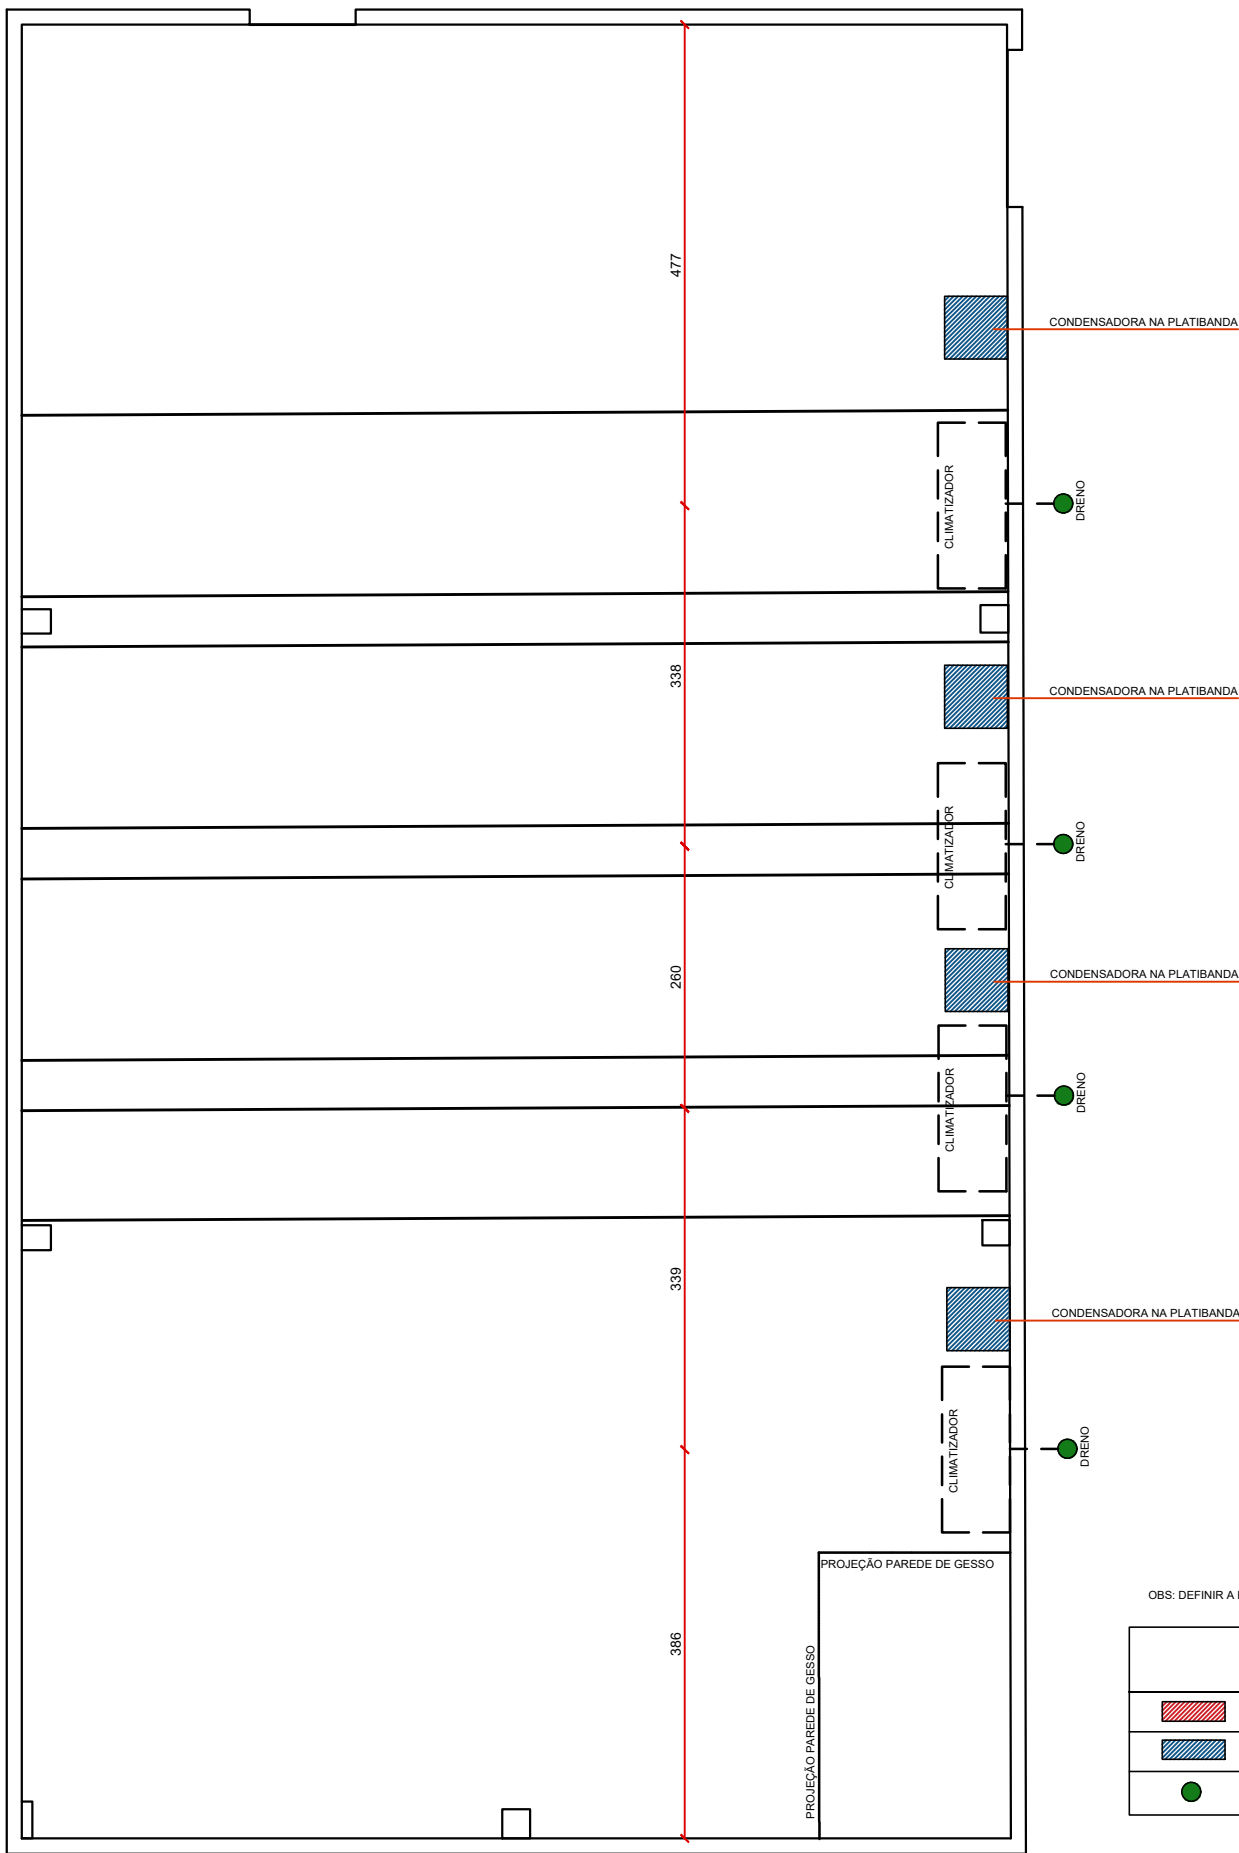 477
CONDENSADORA NA PLATIBANDA
CLIMATIZADOR
DRENO
338
CONDENSADORA NA PLATIBANDA
CLIMATIZADOR
DRENO
260
CONDENSADORA NA PLATIBANDA
CLIMATIZADOR
DRENO
339
CONDENSADORA NA PLATIBANDA
CLIMATIZADOR
DRENO
PROJEÇÃO PAREDE DE GESSO
386
PROJEÇÃO PAREDE DE GESSO
OBS: DEFINIR A